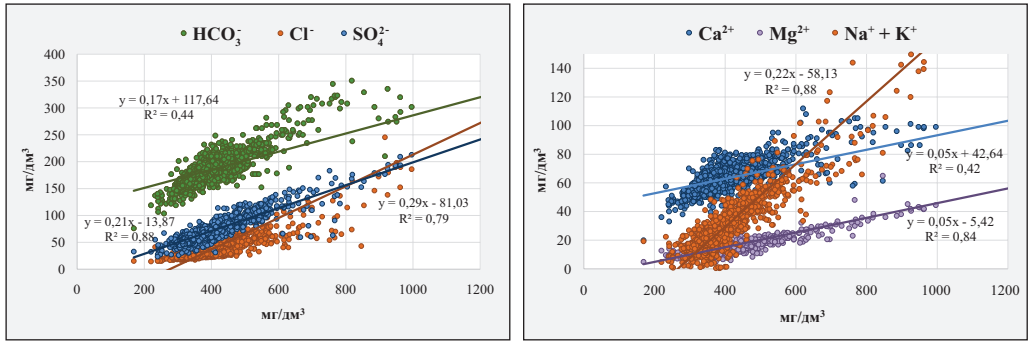 HCO₃⁻ Cl⁻ SO₄²⁻
мг/дм³
400
350
300
250
200
150
100
50
0
y = 0,17x + 117,64
R² = 0,44
y = 0,21x - 13,87
R² = 0,88
y = 0,29x - 81,03
R² = 0,79
0 200 400 600 800 1000 1200
мг/дм³
Ca²⁺ Mg²⁺ Na⁺ + K⁺
мг/дм³
140
120
100
80
60
40
20
0
y = 0,22x - 58,13
R² = 0,88
y = 0,05x + 42,64
R² = 0,42
y = 0,05x - 5,42
R² = 0,84
0 200 400 600 800 1000 1200
мг/дм³